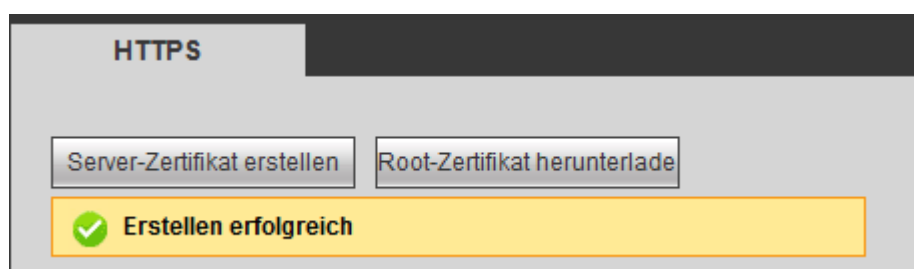 HTTPS
Server-Zertifikat erstellen Root-Zertifikat herunterlade
Erstellen erfolgreich